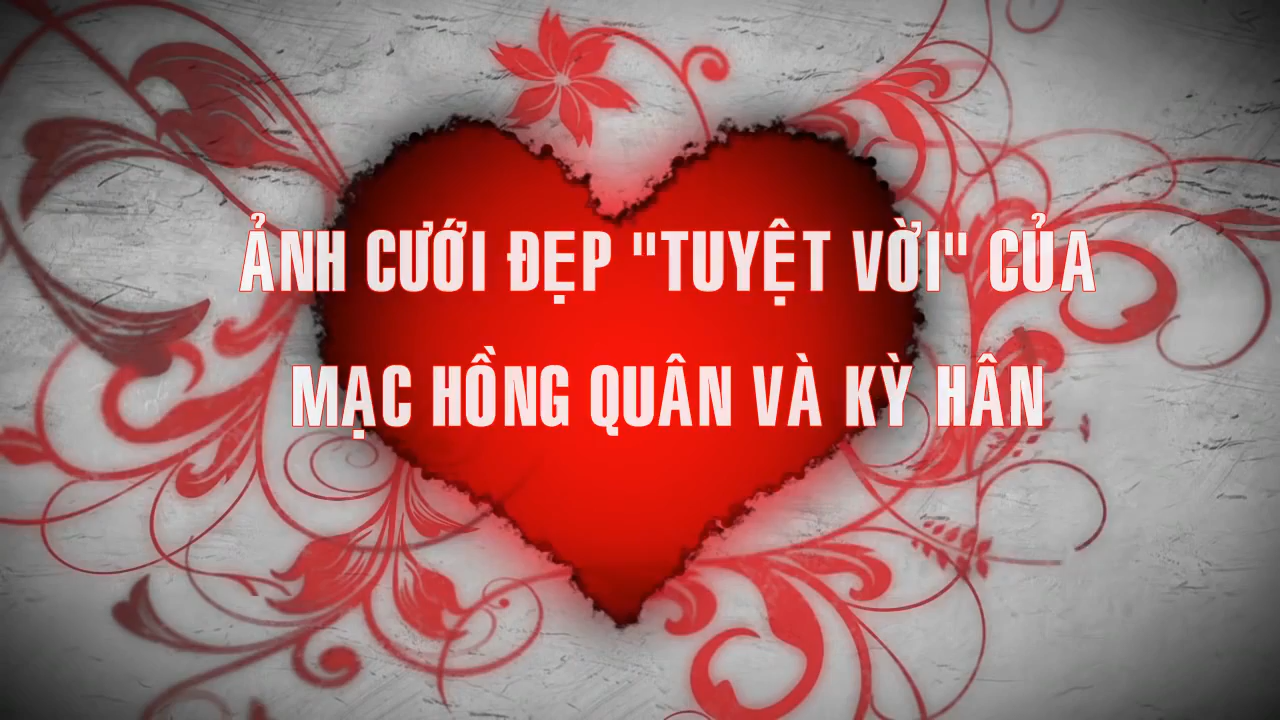 ẢNH CƯỚI ĐẸP "TUYỆT VỜI" CỦA
MẠC HỒNG QUÂN VÀ KỲ HÂN